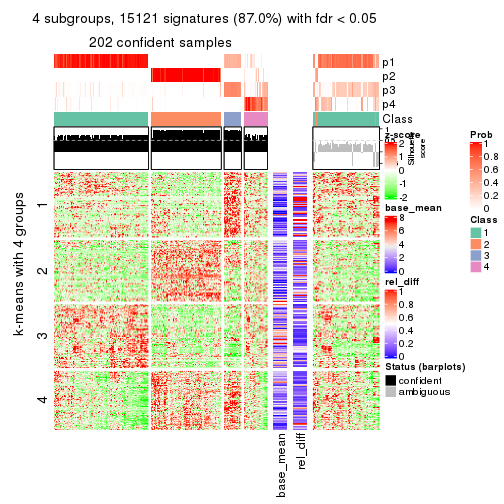 4 subgroups, 15121 signatures (87.0%) with fdr < 0.05
202 confident samples
p1
p2
p3
p4
Class
1
0
Silhouette
score
k-means with 4 groups
1
2
3
4
base_mean
rel_diff
z-score
2
1
0
-1
-2
base_mean
8
6
4
2
0
rel_diff
1
0.8
0.6
0.4
0.2
0
Status (barplots)
confident
ambiguous
Prob
1
0.8
0.6
0.4
0.2
0
Class
1
2
3
4